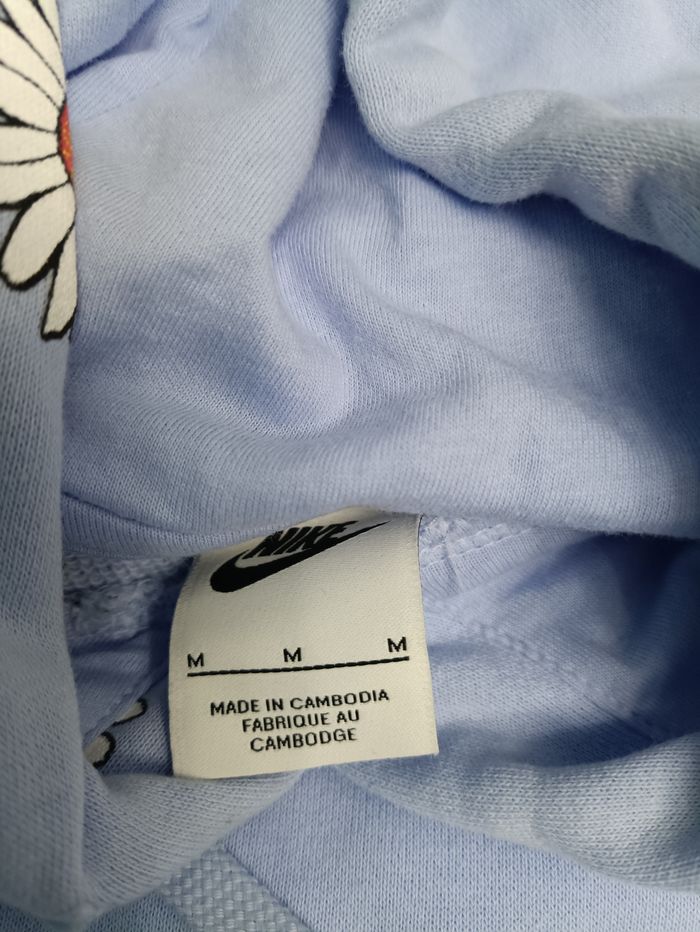 NIKE
M M M
MADE IN CAMBODIA
FABRIQUE AU
CAMBODGE